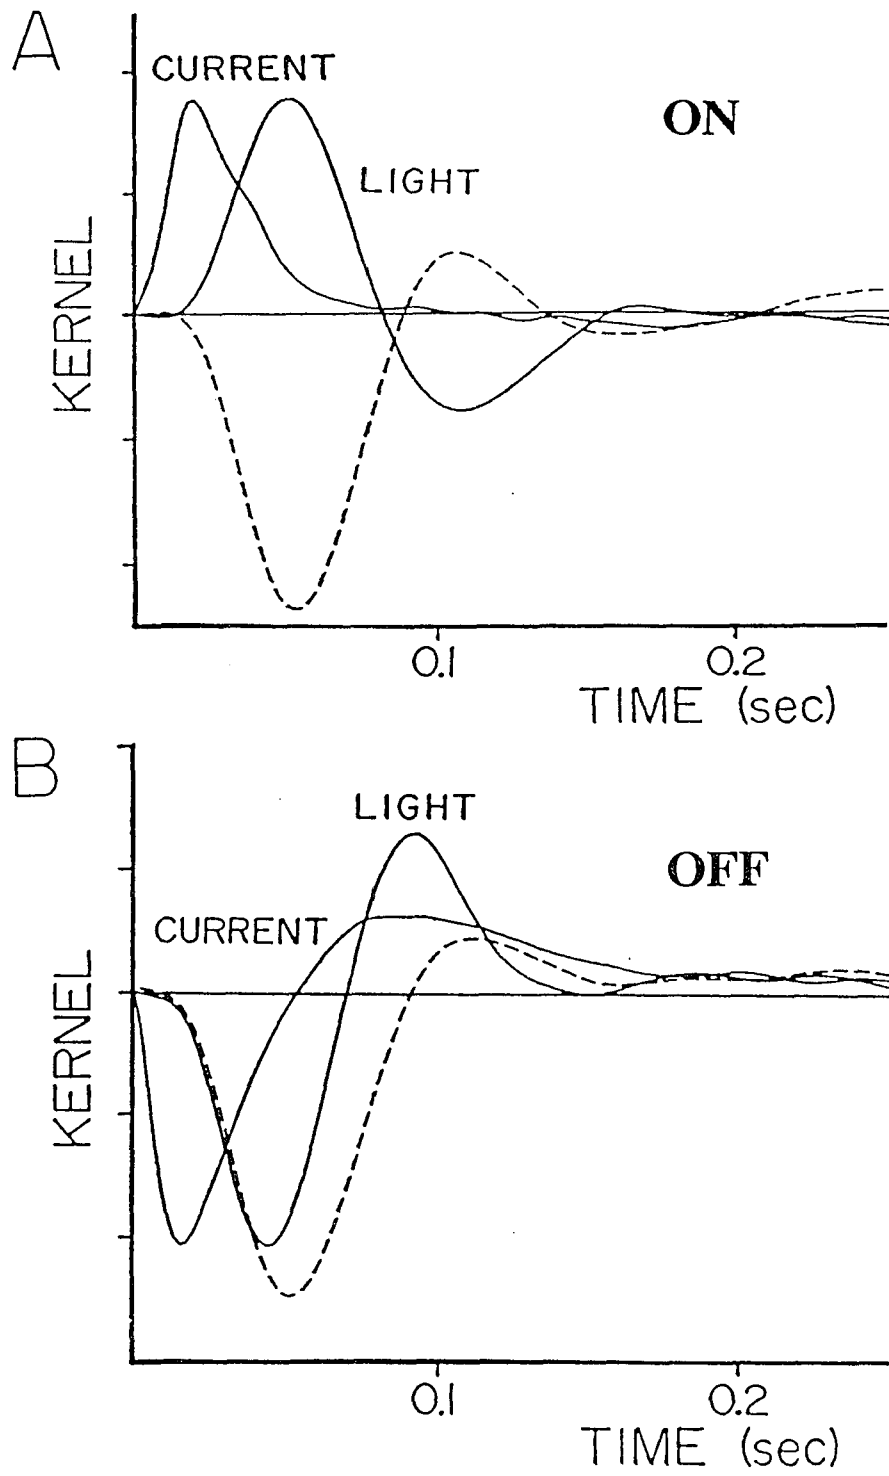 A
CURRENT
ON
LIGHT
KERNEL
0.1
0.2
TIME (sec)
B
LIGHT
OFF
CURRENT
KERNEL
0.1
0.2
TIME (sec)